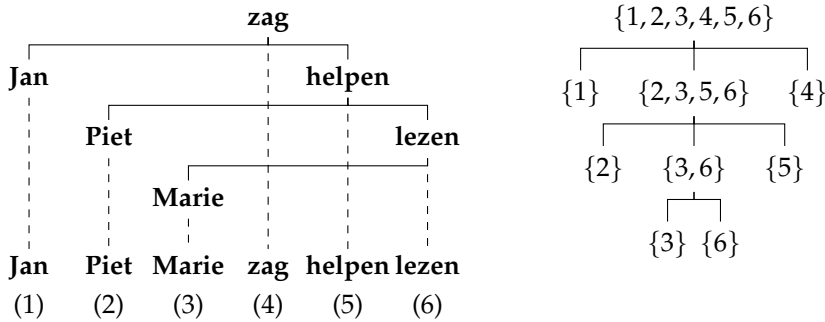 zag
Jan helpen
Piet lezen
Marie
Jan Piet Marie zag helpen lezen
(1) (2) (3) (4) (5) (6)
{1, 2, 3, 4, 5, 6}
{1} {2, 3, 5, 6} {4}
{2} {3, 6} {5}
{3} {6}